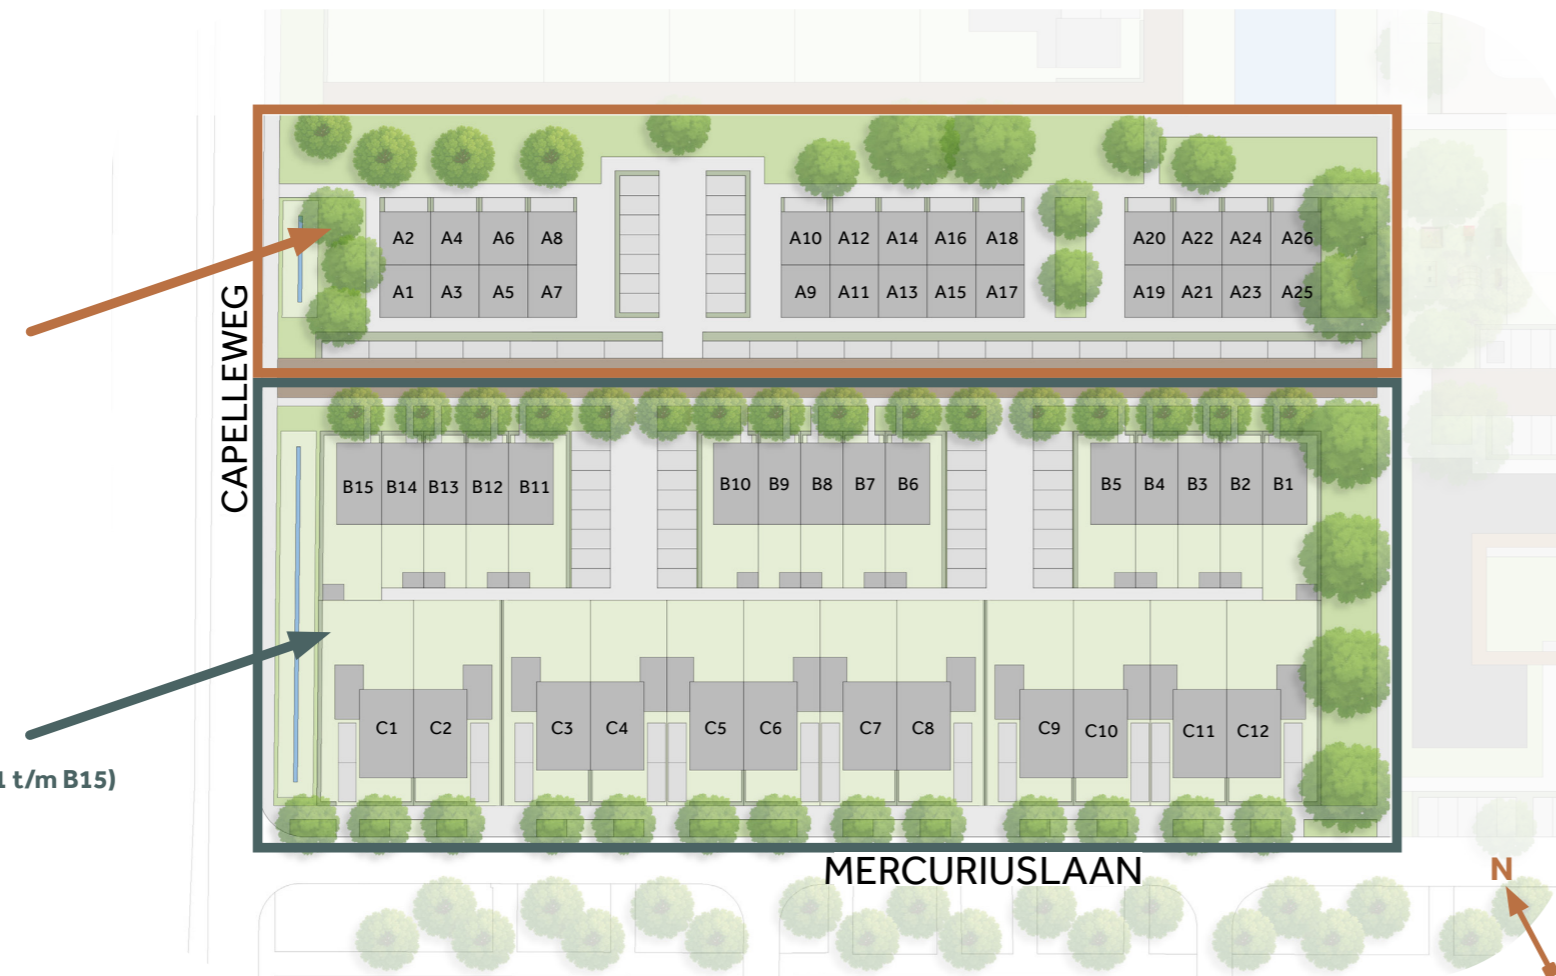 A2 A4 A6 A8 A10 A12 A14 A16 A18 A20 A22 A24 A26
A1 A3 A5 A7 A9 A11 A13 A15 A17 A19 A21 A23 A25
CAPELLEWEG
B15 B14 B13 B12 B11 B10 B9 B8 B7 B6 B5 B4 B3 B2 B1
C1 C2 C3 C4 C5 C6 C7 C8 C9 C10 C11 C12
1 t/m B15)
MERCURIUSLAAN
N